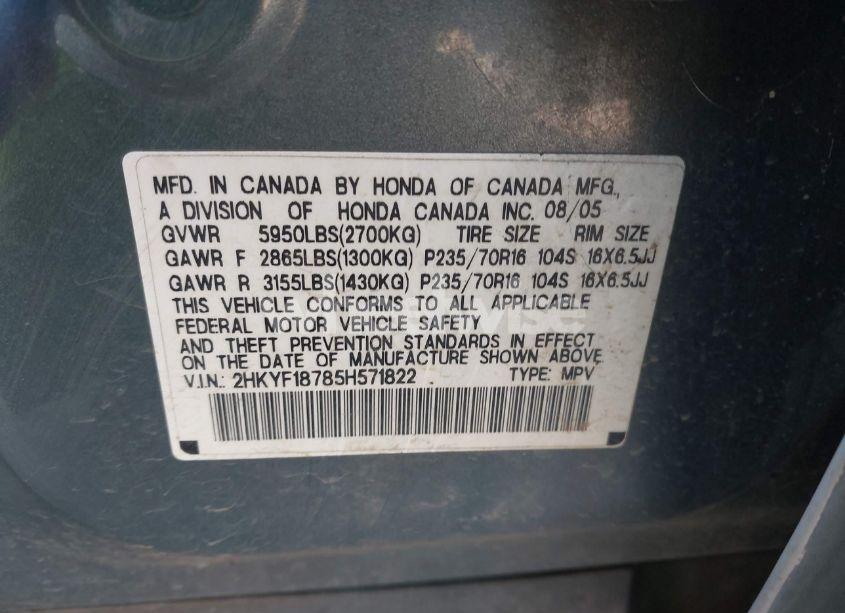 MFD. IN CANADA BY HONDA OF CANADA MFG.,
A DIVISION OF HONDA CANADA INC. 08/05
GVWR 5950LBS(2700KG) TIRE SIZE RIM SIZE
GAWR F 2865LBS(1300KG) P235/70R16 104S 16X6.5JJ
GAWR R 3155LBS(1430KG) P235/70R16 104S 16X6.5JJ
THIS VEHICLE CONFORMS TO ALL APPLICABLE
FEDERAL MOTOR VEHICLE SAFETY
AND THEFT PREVENTION STANDARDS IN EFFECT
ON THE DATE OF MANUFACTURE SHOWN ABOVE.
V.I.N.: 2HKYF18785H571822 TYPE: MPV